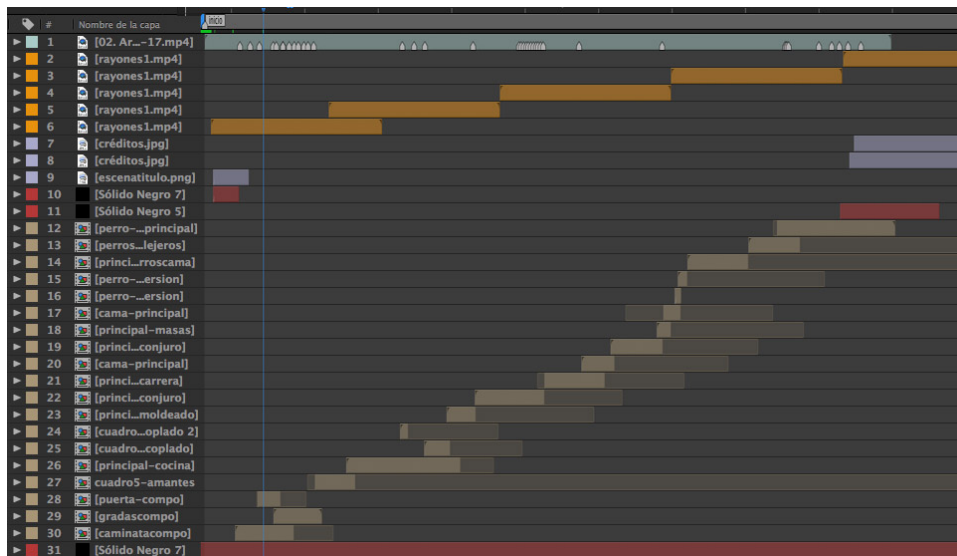 # Nombre de la capa inicio
1 [02. Ar...-17.mp4]
2 [rayones1.mp4]
3 [rayones1.mp4]
4 [rayones1.mp4]
5 [rayones1.mp4]
6 [rayones1.mp4]
7 [créditos.jpg]
8 [créditos.jpg]
9 [escenatitulo.png]
10 [Sólido Negro 7]
11 [Sólido Negro 5]
12 [perro-...principal]
13 [perros...lejeros]
14 [princi...rroscama]
15 [perro-...ersion]
16 [perro-...ersion]
17 [cama-principal]
18 [principal-masas]
19 [princi...conjuro]
20 [cama-principal]
21 [princi...carrera]
22 [princi...conjuro]
23 [princi...moldeado]
24 [cuadro...oplado 2]
25 [cuadro...coplado]
26 [principal-cocina]
27 cuadro5-amantes
28 [puerta-compo]
29 [gradascompo]
30 [caminatacompo]
31 [Sólido Negro 7]